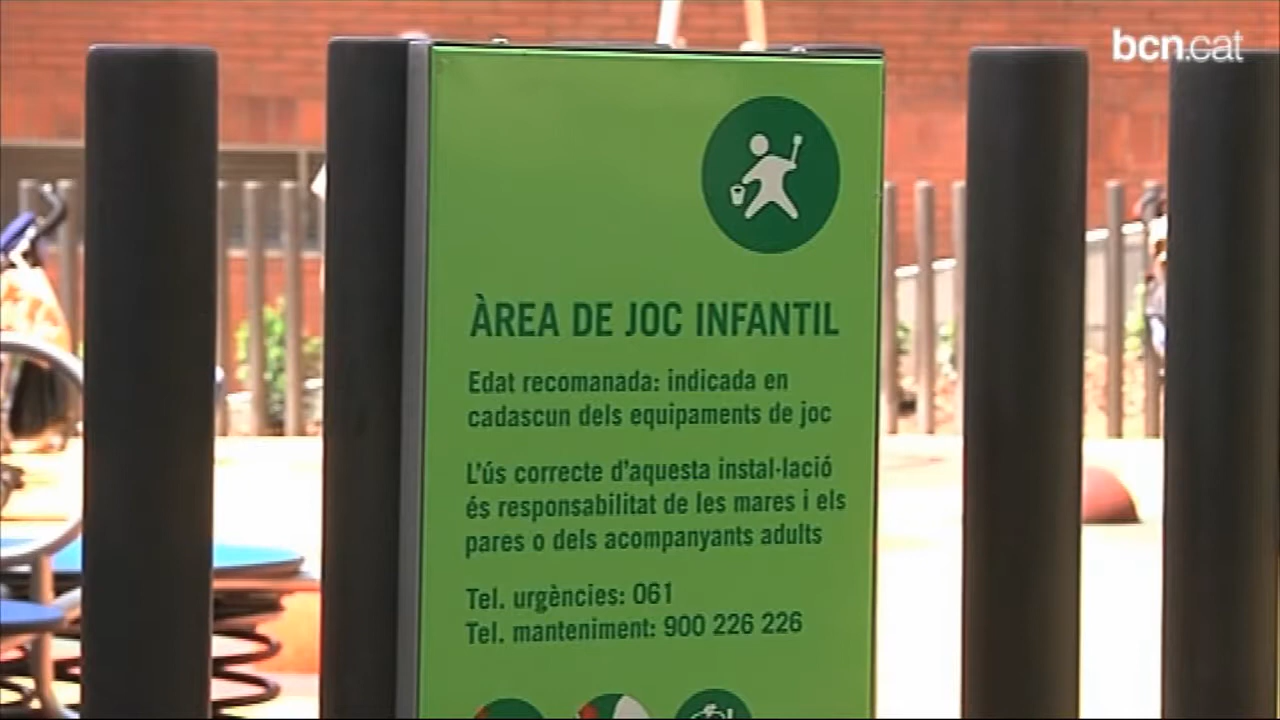 bcn.cat
ÀREA DE JOC INFANTIL
Edat recomanada: indicada en
cadascun dels equipaments de joc
L'ús correcte d'aquesta instal·lació
és responsabilitat de les mares i els
pares o dels acompanyants adults
Tel. urgències: 061
Tel. manteniment: 900 226 226